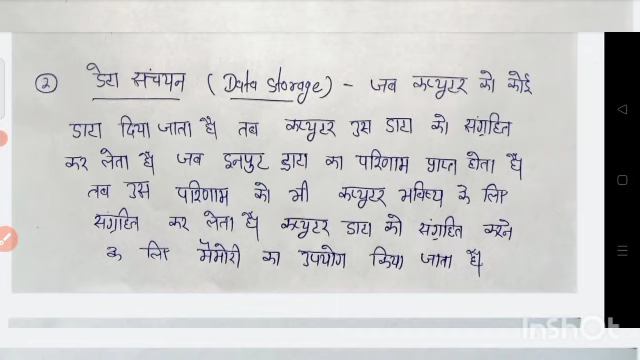 ② डेटा संचयन (Data Storage) - जब कम्प्यूटर को कोई
डाटा दिया जाता है तब कम्प्यूटर उस डाटा को संग्रहित
कर लेता है जब इनपुट डाटा का परिणाम प्राप्त होता है
तब उस परिणाम को भी कम्प्यूटर भविष्य के लिए
संग्रहित कर लेता है कम्प्यूटर डाटा को संग्रहित करने
के लिए मैमोरी का उपयोग किया जाता है।
InShOt